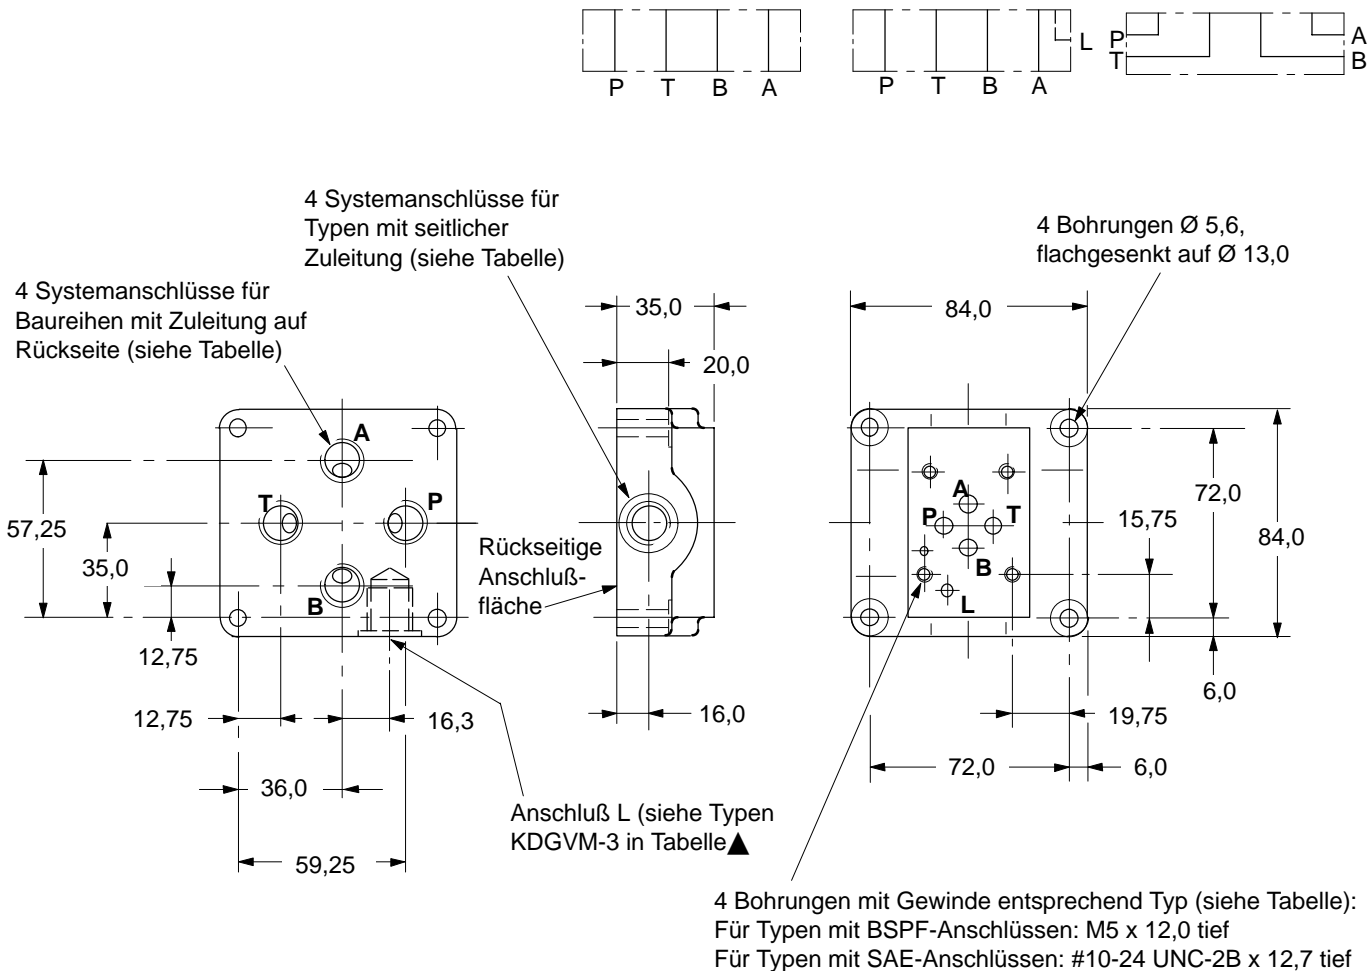 P T B A
P T B A
L
P
T
A
B
4 Systemanschlüsse für
Typen mit seitlicher
Zuleitung (siehe Tabelle)
4 Bohrungen Ø 5,6,
flachgesenkt auf Ø 13,0
4 Systemanschlüsse für
Baureihen mit Zuleitung auf
Rückseite (siehe Tabelle)
35,0
20,0
84,0
A
T
P
B
57,25
35,0
12,75
12,75
16,3
36,0
59,25
Rückseitige
Anschluß-
fläche
16,0
A
P
T
B
L
72,0
15,75
84,0
6,0
19,75
72,0
6,0
Anschluß L (siehe Typen
KDGVM-3 in Tabelle▲
4 Bohrungen mit Gewinde entsprechend Typ (siehe Tabelle):
Für Typen mit BSPF-Anschlüssen: M5 x 12,0 tief
Für Typen mit SAE-Anschlüssen: #10-24 UNC-2B x 12,7 tief